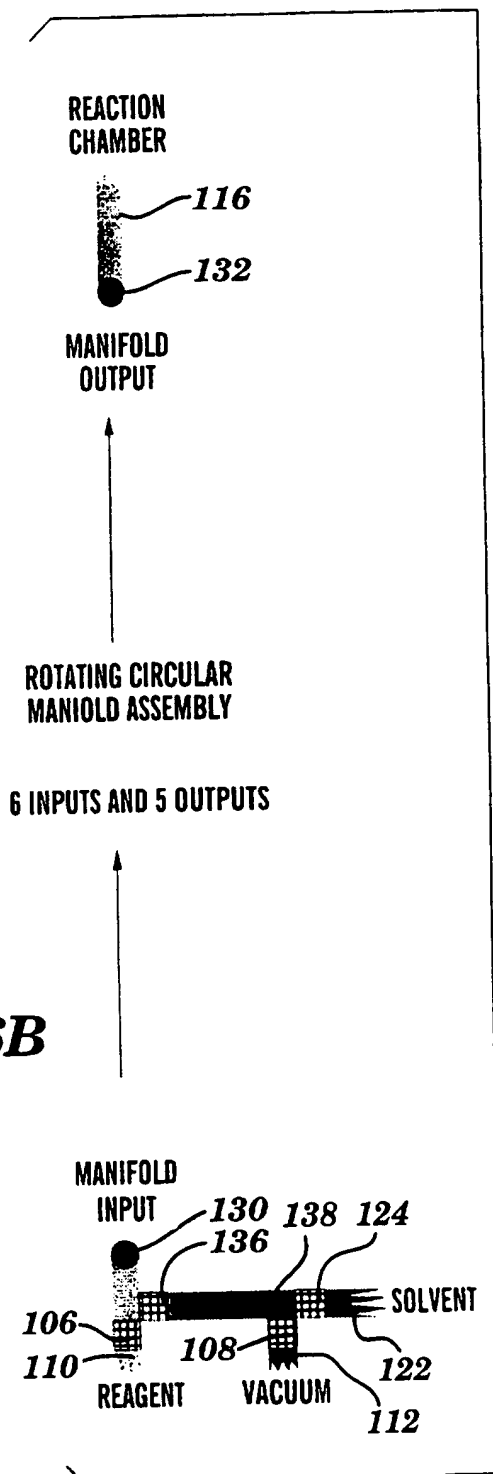 REACTION
CHAMBER
116
132
MANIFOLD
OUTPUT
ROTATING CIRCULAR
MANIOLD ASSEMBLY
6 INPUTS AND 5 OUTPUTS
6B
MANIFOLD
INPUT
130 138 124
136
SOLVENT
106
108
122
110
REAGENT VACUUM
112